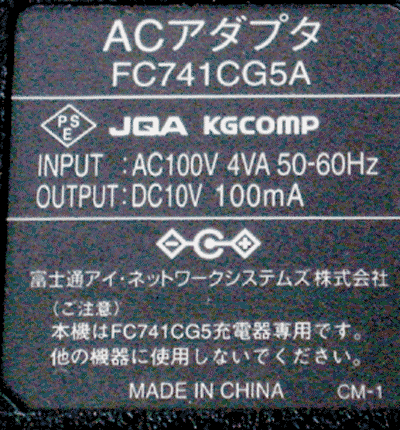 ACアダプタ
FC741CG5A
PSE JQA KGCOMP
INPUT :AC100V 4VA 50-60Hz
OUTPUT:DC10V 100mA
富士通アイ・ネットワークシステムズ株式会社
(ご注意)
本機はFC741CG5充電器専用です。
他の機器に使用しないでください。
MADE IN CHINA CM-1